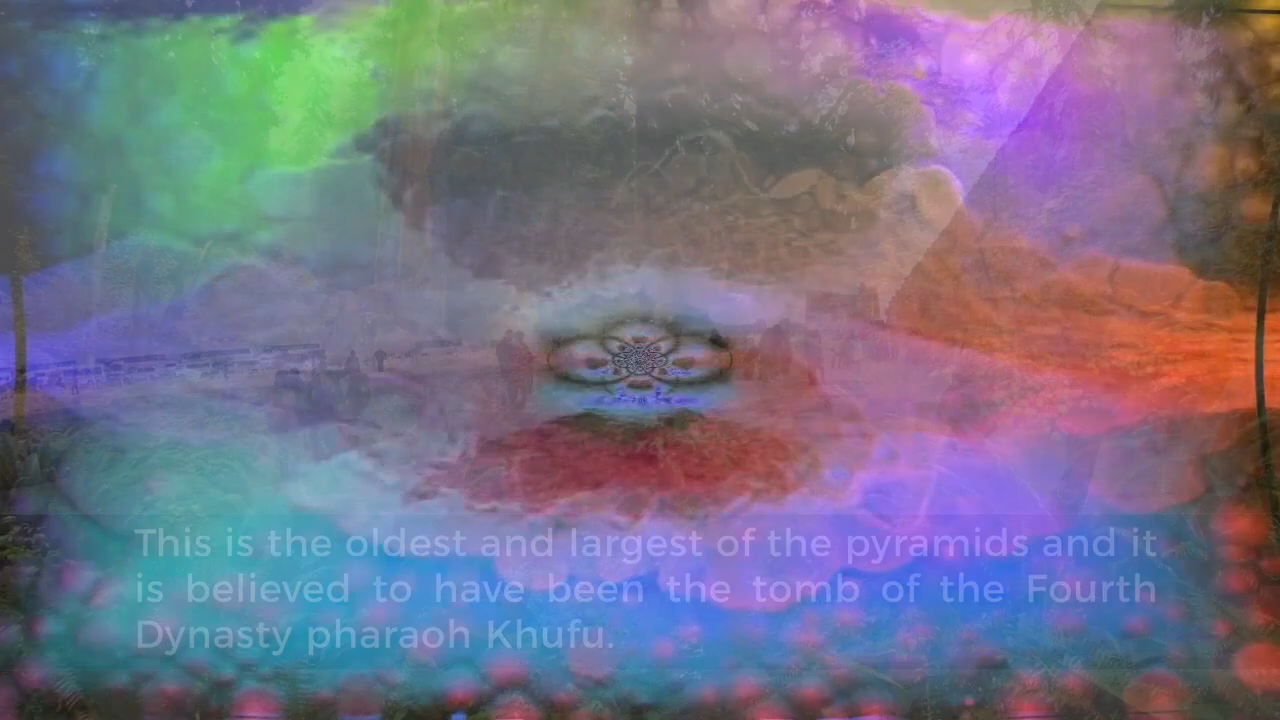 This is the oldest and largest of the pyramids and it
is believed to have been the tomb of the Fourth
Dynasty pharaoh Khufu.